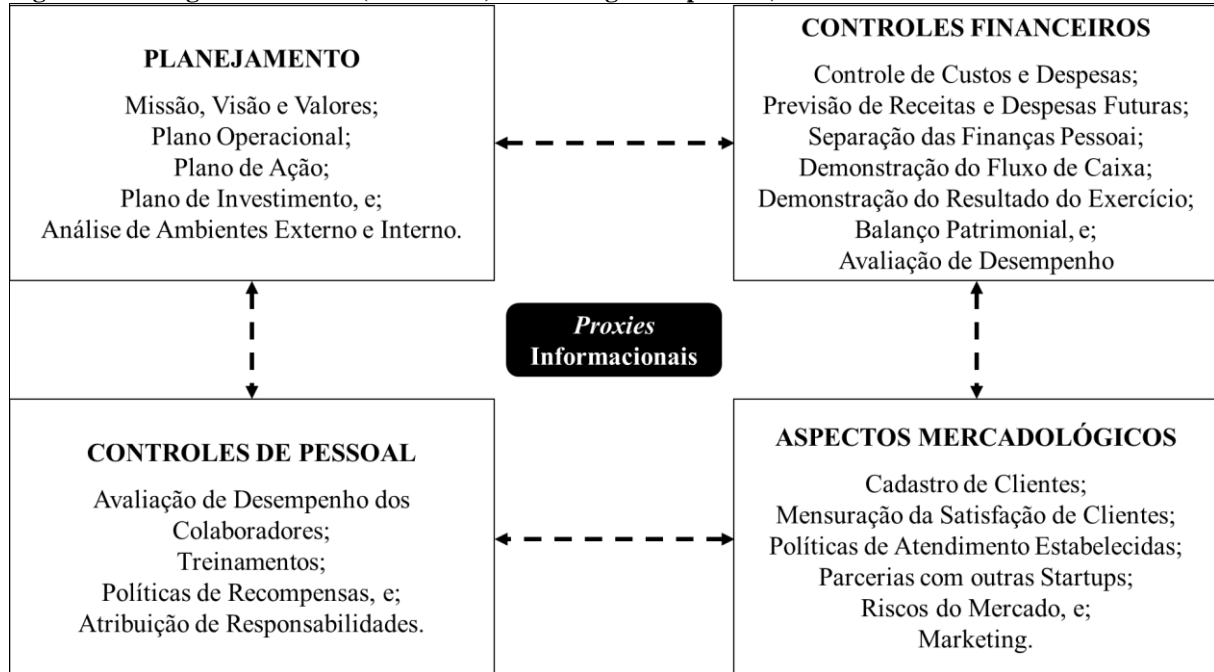 PLANEJAMENTO
Missão, Visão e Valores;
Plano Operacional;
Plano de Ação;
Plano de Investimento, e;
Análise de Ambientes Externo e Interno.
CONTROLES FINANCEIROS
Controle de Custos e Despesas;
Previsão de Receitas e Despesas Futuras;
Separação das Finanças Pessoai;
Demonstração do Fluxo de Caixa;
Demonstração do Resultado do Exercício;
Balanço Patrimonial, e;
Avaliação de Desempenho
Proxies
Informacionais
CONTROLES DE PESSOAL
Avaliação de Desempenho dos
Colaboradores;
Treinamentos;
Políticas de Recompensas, e;
Atribuição de Responsabilidades.
ASPECTOS MERCADOLÓGICOS
Cadastro de Clientes;
Mensuração da Satisfação de Clientes;
Políticas de Atendimento Estabelecidas;
Parcerias com outras Startups;
Riscos do Mercado, e;
Marketing.